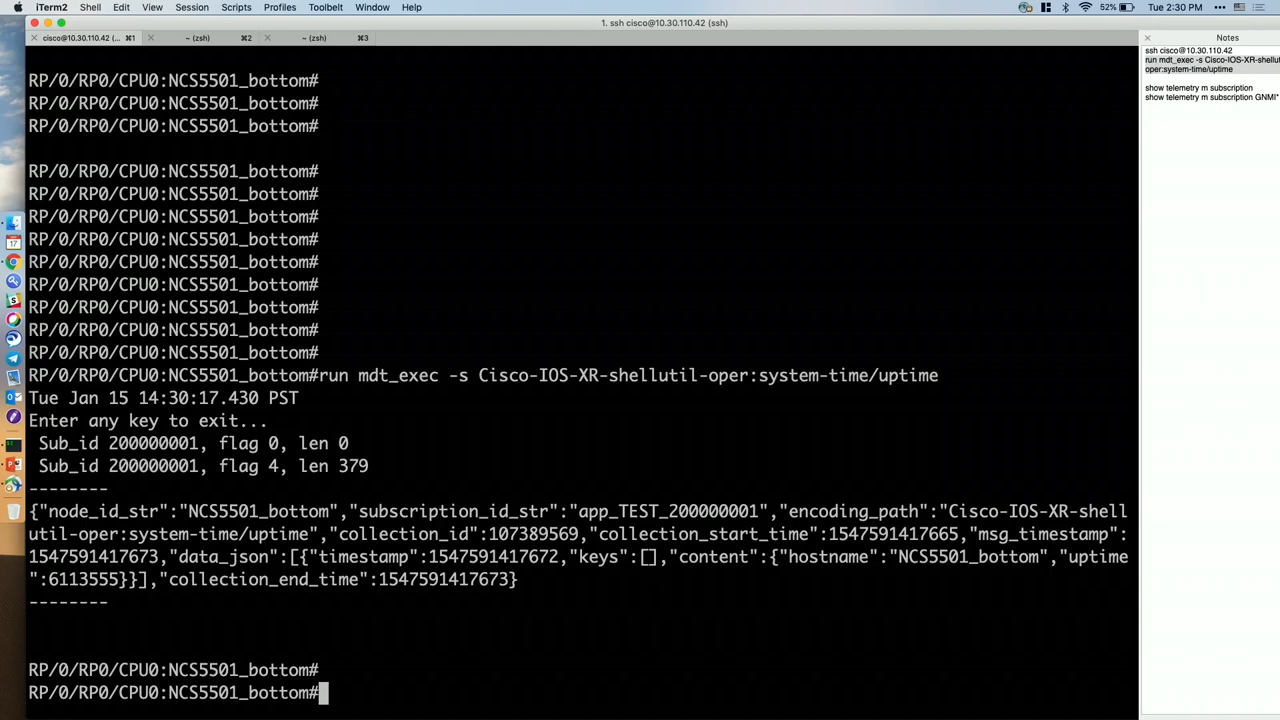 iTerm2 Shell Edit View Session Scripts Profiles Toolbelt Window Help 52% Tue 2:30 PM
1. ssh cisco@10.30.110.42 (ssh)
cisco@10.30.110.42 (... ⌘1 ~ (zsh) ⌘2 ~ (zsh) ⌘3
Notes
ssh cisco@10.30.110.42
run mdt_exec -s Cisco-IOS-XR-shellut
oper:system-time/uptime
show telemetry m subscription
show telemetry m subscription GNMI*
RP/0/RP0/CPU0:NCS5501_bottom#
RP/0/RP0/CPU0:NCS5501_bottom#
RP/0/RP0/CPU0:NCS5501_bottom#
RP/0/RP0/CPU0:NCS5501_bottom#
RP/0/RP0/CPU0:NCS5501_bottom#
RP/0/RP0/CPU0:NCS5501_bottom#
RP/0/RP0/CPU0:NCS5501_bottom#
RP/0/RP0/CPU0:NCS5501_bottom#
RP/0/RP0/CPU0:NCS5501_bottom#
RP/0/RP0/CPU0:NCS5501_bottom#
RP/0/RP0/CPU0:NCS5501_bottom#
RP/0/RP0/CPU0:NCS5501_bottom#
RP/0/RP0/CPU0:NCS5501_bottom#run mdt_exec -s Cisco-IOS-XR-shellutil-oper:system-time/uptime
Tue Jan 15 14:30:17.430 PST
Enter any key to exit...
Sub_id 200000001, flag 0, len 0
Sub_id 200000001, flag 4, len 379
--------
{"node_id_str":"NCS5501_bottom","subscription_id_str":"app_TEST_200000001","encoding_path":"Cisco-IOS-XR-shell
util-oper:system-time/uptime","collection_id":107389569,"collection_start_time":1547591417665,"msg_timestamp":
1547591417673,"data_json":[{"timestamp":1547591417672,"keys":[],"content":{"hostname":"NCS5501_bottom","uptime
":6113555}}],"collection_end_time":1547591417673}
--------
RP/0/RP0/CPU0:NCS5501_bottom#
RP/0/RP0/CPU0:NCS5501_bottom#
17